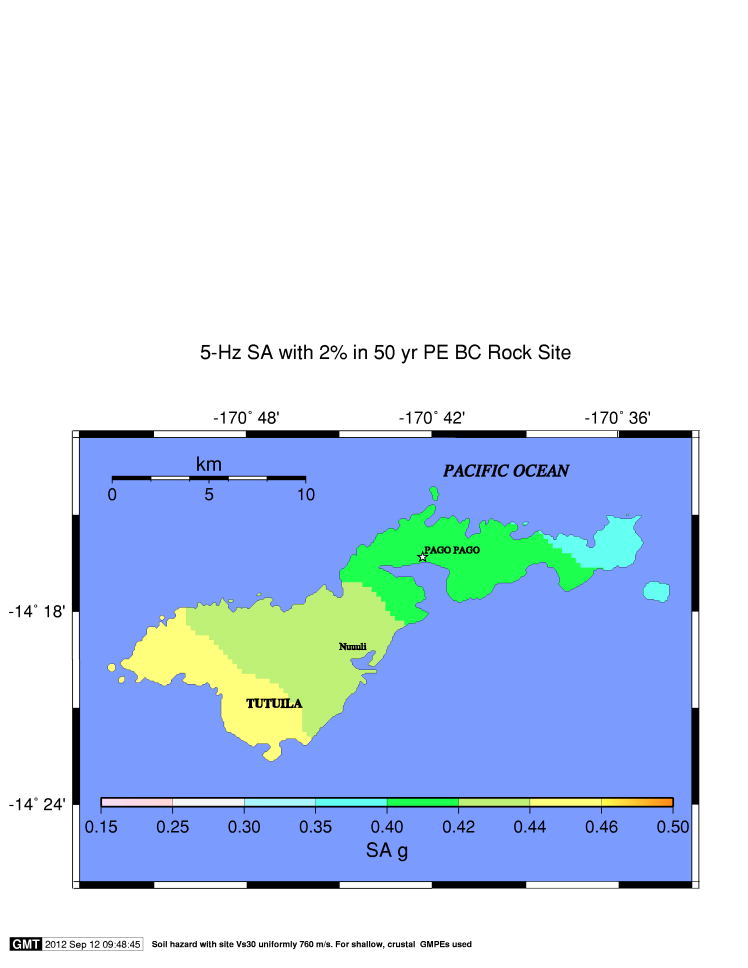 5-Hz SA with 2% in 50 yr PE BC Rock Site
-170° 48' -170° 42' -170° 36'
km
0 5 10
PACIFIC OCEAN
PAGO PAGO
-14° 18'
Nuuuli
TUTUILA
-14° 24'
0.15 0.25 0.30 0.35 0.40 0.42 0.44 0.46 0.50
SA g
GMT 2012 Sep 12 09:48:45 Soil hazard with site Vs30 uniformly 760 m/s. For shallow, crustal GMPEs used